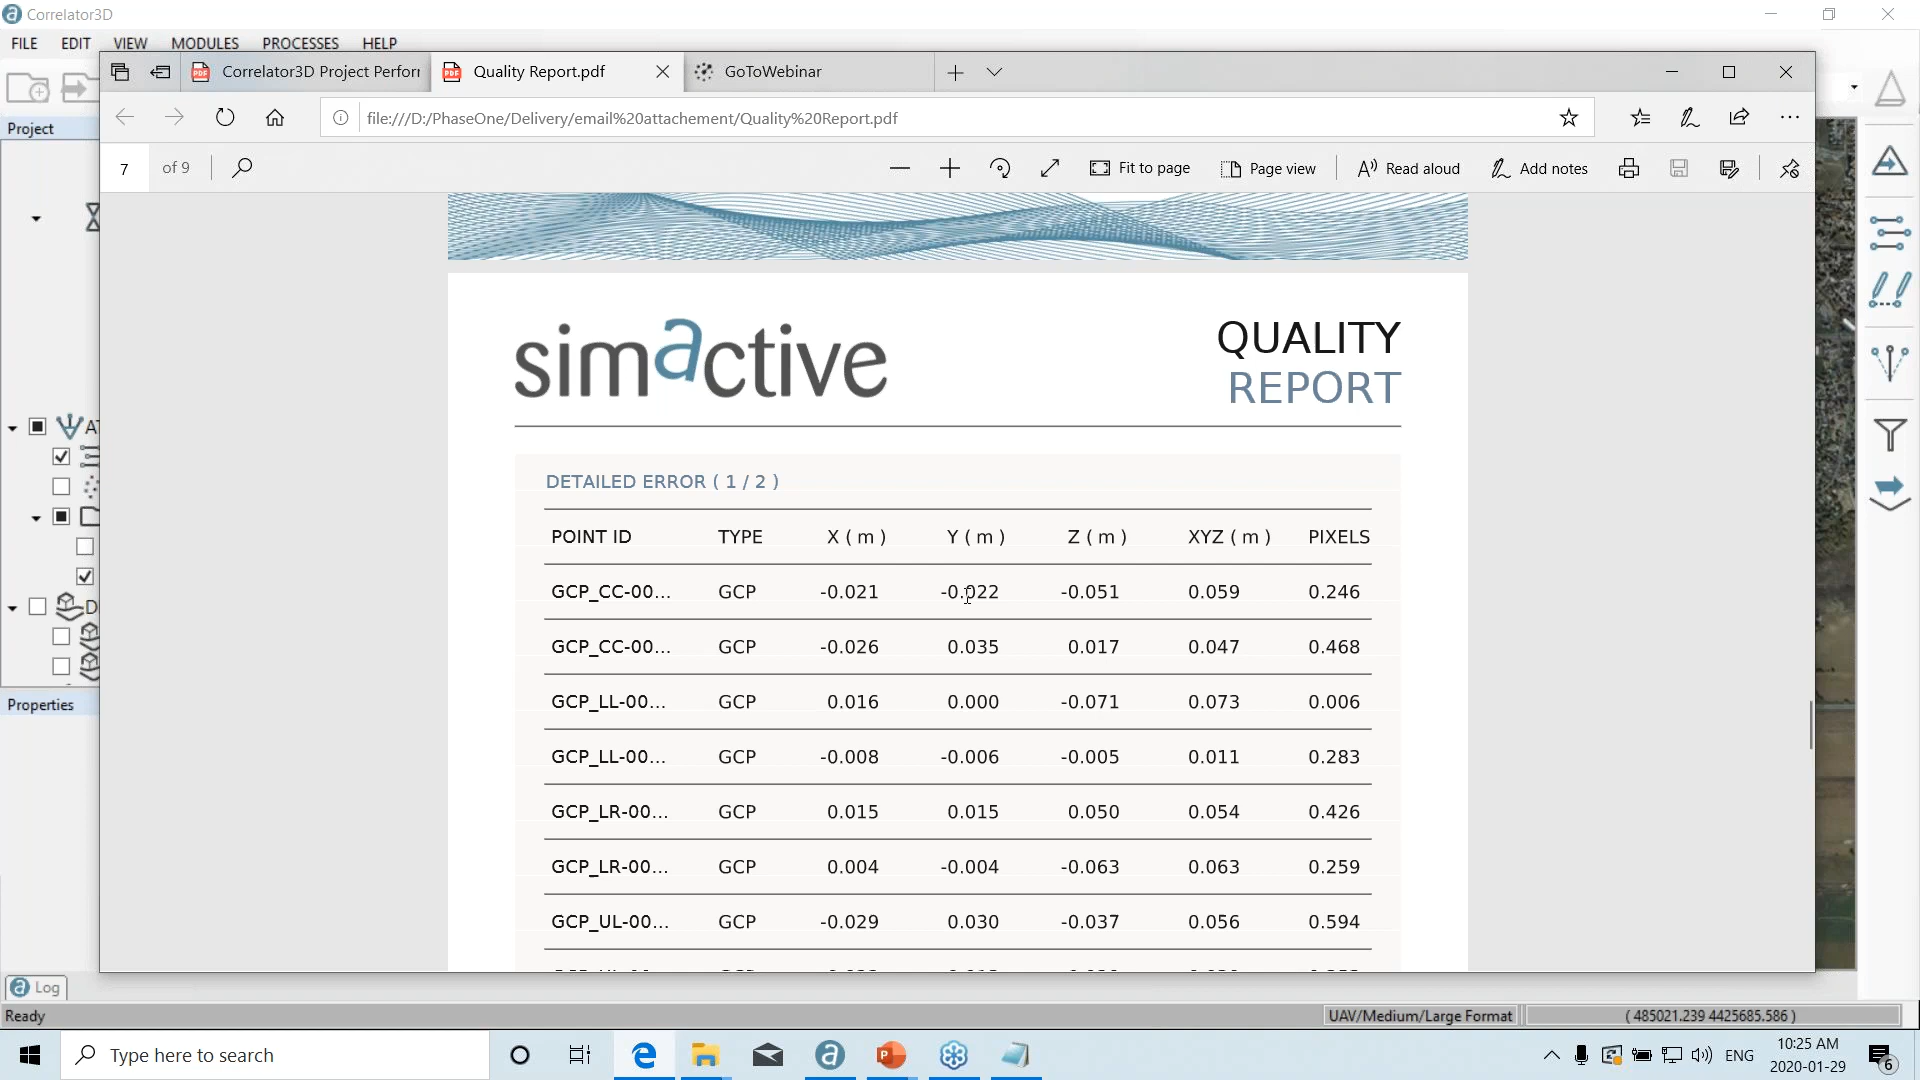 Correlator3D
FILE EDIT VIEW MODULES PROCESSES HELP
Correlator3D Project Perforr
Quality Report.pdf
GoToWebinar
file:///D:/PhaseOne/Delivery/email%20attachement/Quality%20Report.pdf
Project
7 of 9
Fit to page
Page view
Read aloud
Add notes
simactive
QUALITY
REPORT
DETAILED ERROR ( 1 / 2 )
POINT ID TYPE X ( m ) Y ( m ) Z ( m ) XYZ ( m ) PIXELS
GCP_CC-00... GCP -0.021 -0.022 -0.051 0.059 0.246
GCP_CC-00... GCP -0.026 0.035 0.017 0.047 0.468
GCP_LL-00... GCP 0.016 0.000 -0.071 0.073 0.006
GCP_LL-00... GCP -0.008 -0.006 -0.005 0.011 0.283
GCP_LR-00... GCP 0.015 0.015 0.050 0.054 0.426
GCP_LR-00... GCP 0.004 -0.004 -0.063 0.063 0.259
GCP_UL-00... GCP -0.029 0.030 -0.037 0.056 0.594
Properties
Log
Ready
UAV/Medium/Large Format
( 485021.239 4425685.586 )
Type here to search
ENG
10:25 AM
2020-01-29
6